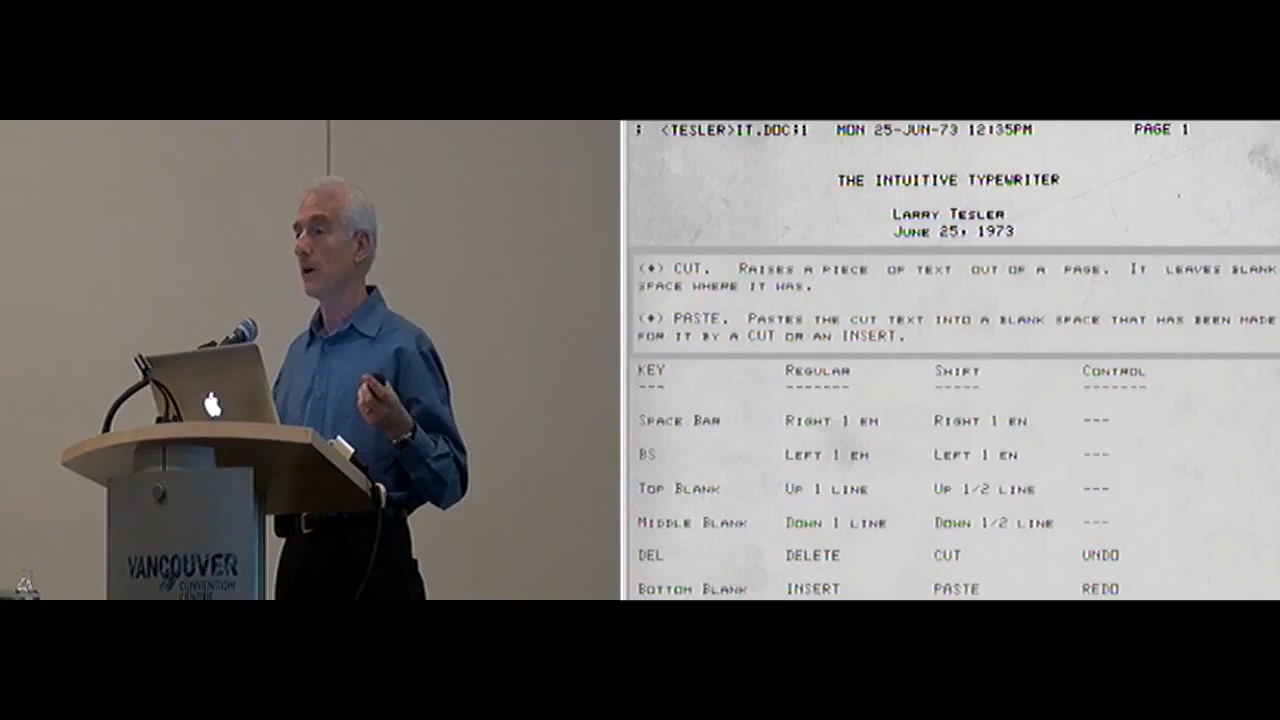 VANCOUVER
CONVENTION
CENTRE
; <TESLER>IT.DOC;1 MON 25-JUN-73 12:35PM PAGE 1
THE INTUITIVE TYPEWRITER
LARRY TESLER
JUNE 25, 1973
(♦) CUT. RAISES A PIECE OF TEXT OUT OF A PAGE. IT LEAVES BLANK
SPACE WHERE IT WAS.
(♦) PASTE. PASTES THE CUT TEXT INTO A BLANK SPACE THAT HAS BEEN MADE
FOR IT BY A CUT OR AN INSERT.
KEY REGULAR SHIFT CONTROL
--- ------- ----- -------
SPACE BAR RIGHT 1 EM RIGHT 1 EN ---
BS LEFT 1 EM LEFT 1 EN ---
TOP BLANK UP 1 LINE UP 1/2 LINE ---
MIDDLE BLANK DOWN 1 LINE DOWN 1/2 LINE ---
DEL DELETE CUT UNDO
BOTTOM BLANK INSERT PASTE REDO